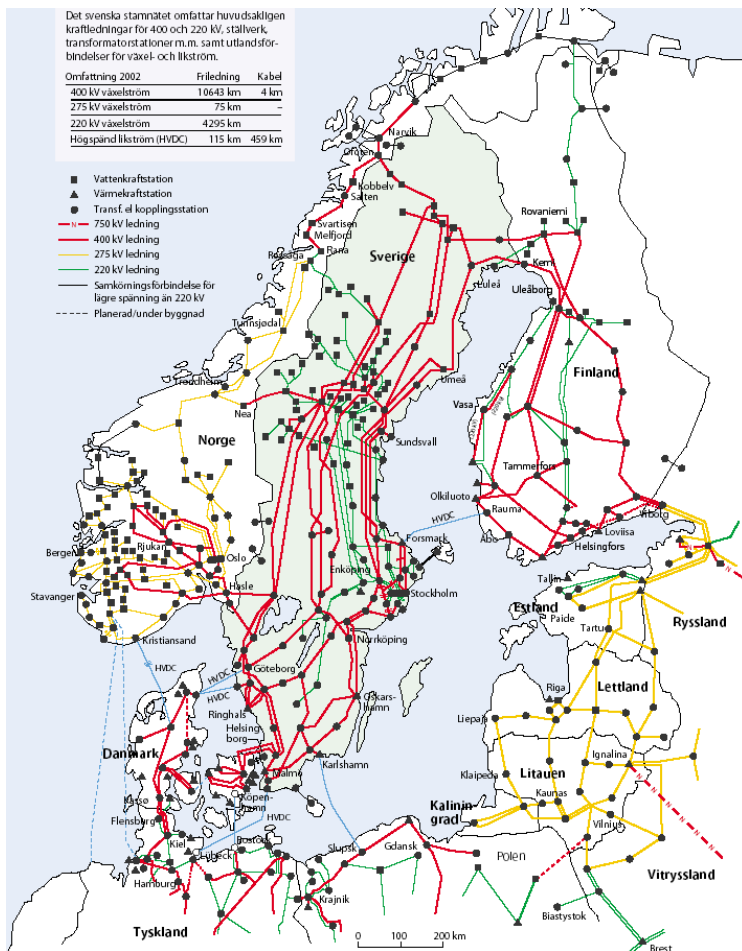 Det svenska stamnätet omfattar huvudsakligen
kraftledningar för 400 och 220 kV, ställverk,
transformatorstationer m.m. samt utlandsför-
bindelser för växel- och likström.
Omfattning 2002 Friledning Kabel
400 kV växelström 10643 km 4 km
275 kV växelström 75 km –
220 kV växelström 4295 km
Högspänd likström (HVDC) 115 km 459 km
Vattenkraftstation
Värmekraftstation
Transf. el kopplingsstation
N 750 kV ledning
400 kV ledning
275 kV ledning
220 kV ledning
Samkörningsförbindelse för
lägre spänning än 220 kV
Planerad/under byggnad
Narvik
Ofoten
Kobbelv
Salten
Svartisen
Melfjord
Rana
Rovaniemi
Sverige
Kemi
Luleå
Uleåborg
Tunnsjødal
Trondheim
Umeå
Finland
Nea
Vasa
Norge
Sundsvall
Tammerfors
Olkiluoto
Rauma
HVDC
Forsmark
Viborg
Loviisa
Åbo
Helsingfors
Bergen
Rjukan
Oslo
Enköping
Stavanger
Hasle
Stockholm
Tallin
Estland
Paide
Ryssland
N
N
Kristiansand
Norrköping
Tartu
HVDC
Göteborg
HVDC
HVDC
Riga
Lettland
Ringhals
Oskars-
hamn
Helsing
borg
Liepaja
Danmark
Karlshamn
Ignalina
Malmö
Klaipeda
Litauen
Kaunas
N
N
N
N
N
N
Kassø
Köpen-
hamn
HVDC
Kalinin
grad
Vilnius
Flensburg
Kiel
Rostock
Lübeck
Slupsk
Gdansk
Polen
Hamburg
Vitryssland
Krajnik
Biastystok
Tyskland
0 100 200 km
Brest